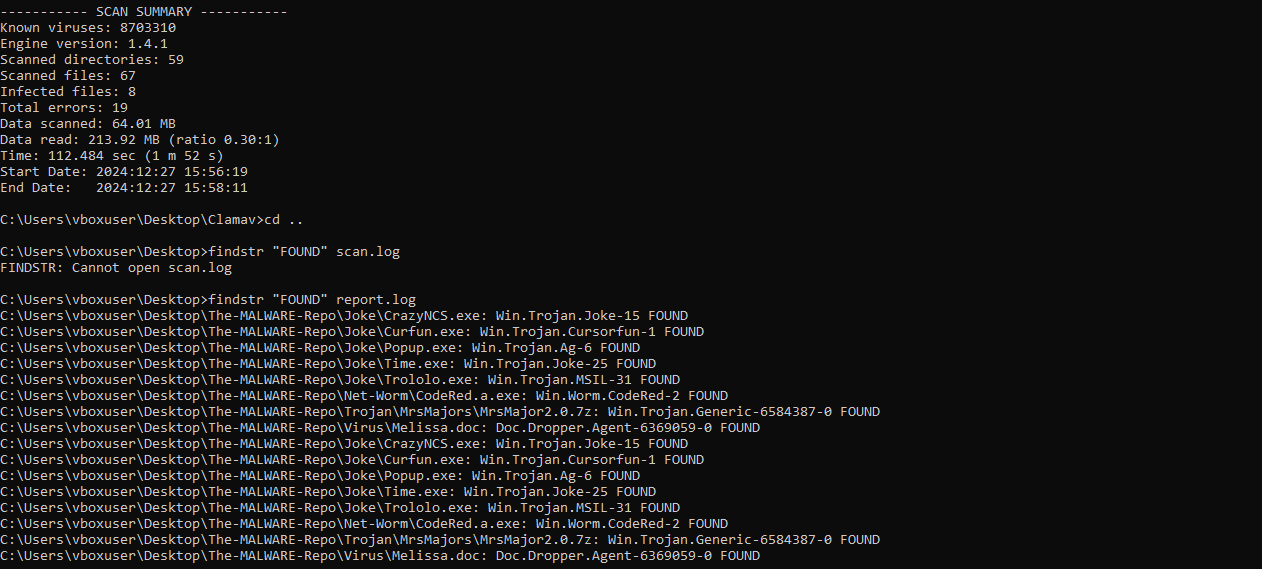 ----------- SCAN SUMMARY -----------
Known viruses: 8703310
Engine version: 1.4.1
Scanned directories: 59
Scanned files: 67
Infected files: 8
Total errors: 19
Data scanned: 64.01 MB
Data read: 213.92 MB (ratio 0.30:1)
Time: 112.484 sec (1 m 52 s)
Start Date: 2024:12:27 15:56:19
End Date:   2024:12:27 15:58:11
C:\Users\vboxuser\Desktop\Clamav>cd ..
C:\Users\vboxuser\Desktop>findstr "FOUND" scan.log
FINDSTR: Cannot open scan.log
C:\Users\vboxuser\Desktop>findstr "FOUND" report.log
C:\Users\vboxuser\Desktop\The-MALWARE-Repo\Joke\CrazyNCS.exe: Win.Trojan.Joke-15 FOUND
C:\Users\vboxuser\Desktop\The-MALWARE-Repo\Joke\Curfun.exe: Win.Trojan.Cursorfun-1 FOUND
C:\Users\vboxuser\Desktop\The-MALWARE-Repo\Joke\Popup.exe: Win.Trojan.Ag-6 FOUND
C:\Users\vboxuser\Desktop\The-MALWARE-Repo\Joke\Time.exe: Win.Trojan.Joke-25 FOUND
C:\Users\vboxuser\Desktop\The-MALWARE-Repo\Joke\Trololo.exe: Win.Trojan.MSIL-31 FOUND
C:\Users\vboxuser\Desktop\The-MALWARE-Repo\Net-Worm\CodeRed.a.exe: Win.Worm.CodeRed-2 FOUND
C:\Users\vboxuser\Desktop\The-MALWARE-Repo\Trojan\MrsMajors\MrsMajor2.0.7z: Win.Trojan.Generic-6584387-0 FOUND
C:\Users\vboxuser\Desktop\The-MALWARE-Repo\Virus\Melissa.doc: Doc.Dropper.Agent-6369059-0 FOUND
C:\Users\vboxuser\Desktop\The-MALWARE-Repo\Joke\CrazyNCS.exe: Win.Trojan.Joke-15 FOUND
C:\Users\vboxuser\Desktop\The-MALWARE-Repo\Joke\Curfun.exe: Win.Trojan.Cursorfun-1 FOUND
C:\Users\vboxuser\Desktop\The-MALWARE-Repo\Joke\Popup.exe: Win.Trojan.Ag-6 FOUND
C:\Users\vboxuser\Desktop\The-MALWARE-Repo\Joke\Time.exe: Win.Trojan.Joke-25 FOUND
C:\Users\vboxuser\Desktop\The-MALWARE-Repo\Joke\Trololo.exe: Win.Trojan.MSIL-31 FOUND
C:\Users\vboxuser\Desktop\The-MALWARE-Repo\Net-Worm\CodeRed.a.exe: Win.Worm.CodeRed-2 FOUND
C:\Users\vboxuser\Desktop\The-MALWARE-Repo\Trojan\MrsMajors\MrsMajor2.0.7z: Win.Trojan.Generic-6584387-0 FOUND
C:\Users\vboxuser\Desktop\The-MALWARE-Repo\Virus\Melissa.doc: Doc.Dropper.Agent-6369059-0 FOUND